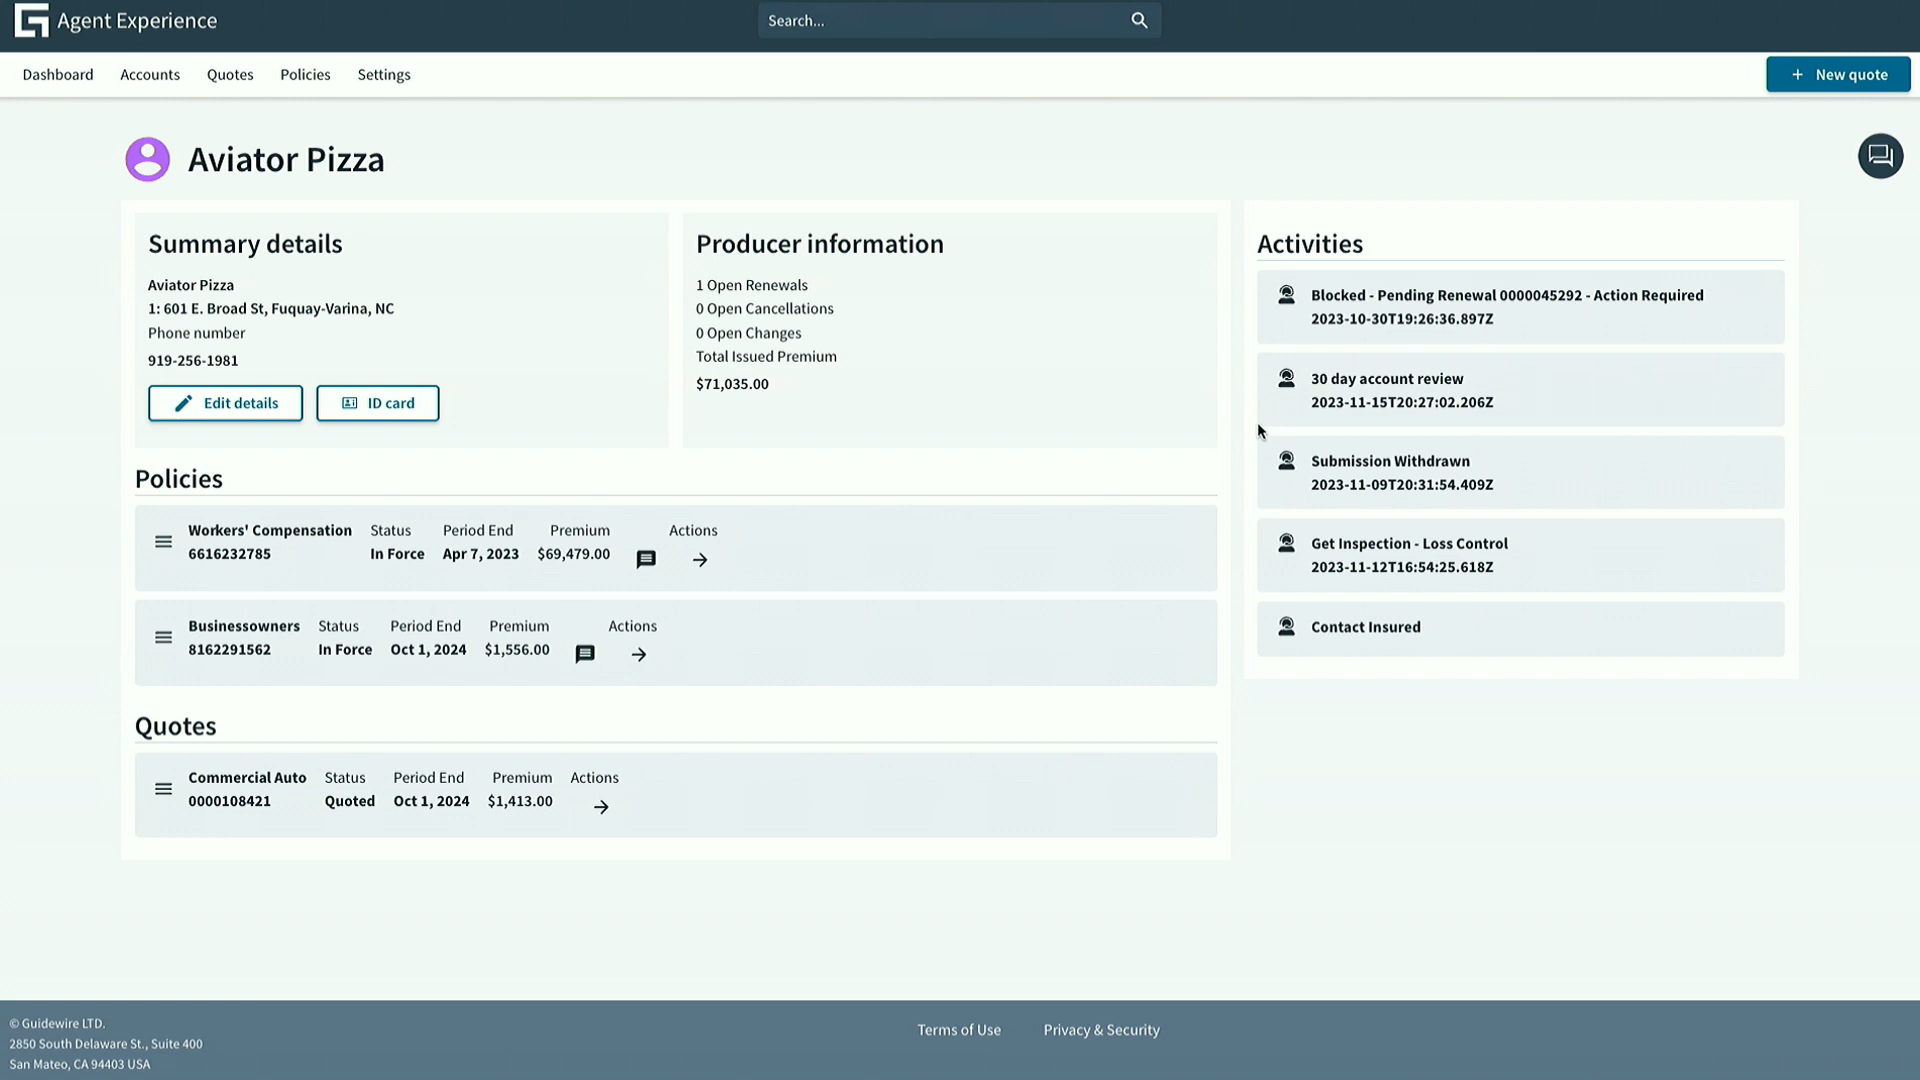 Agent Experience
Search...
Dashboard Accounts Quotes Policies Settings
+ New quote
Aviator Pizza
Summary details
Aviator Pizza
1: 601 E. Broad St, Fuquay-Varina, NC
Phone number
919-256-1981
Edit details ID card
Producer information
1 Open Renewals
0 Open Cancellations
0 Open Changes
Total Issued Premium
$71,035.00
Policies
Workers' Compensation Status Period End Premium Actions
6616232785 In Force Apr 7, 2023 $69,479.00
Businessowners Status Period End Premium Actions
8162291562 In Force Oct 1, 2024 $1,556.00
Quotes
Commercial Auto Status Period End Premium Actions
0000108421 Quoted Oct 1, 2024 $1,413.00
Activities
Blocked - Pending Renewal 0000045292 - Action Required
2023-10-30T19:26:36.897Z
30 day account review
2023-11-15T20:27:02.206Z
Submission Withdrawn
2023-11-09T20:31:54.409Z
Get Inspection - Loss Control
2023-11-12T16:54:25.618Z
Contact Insured
© Guidewire LTD.
2850 South Delaware St., Suite 400
San Mateo, CA 94403 USA
Terms of Use Privacy & Security